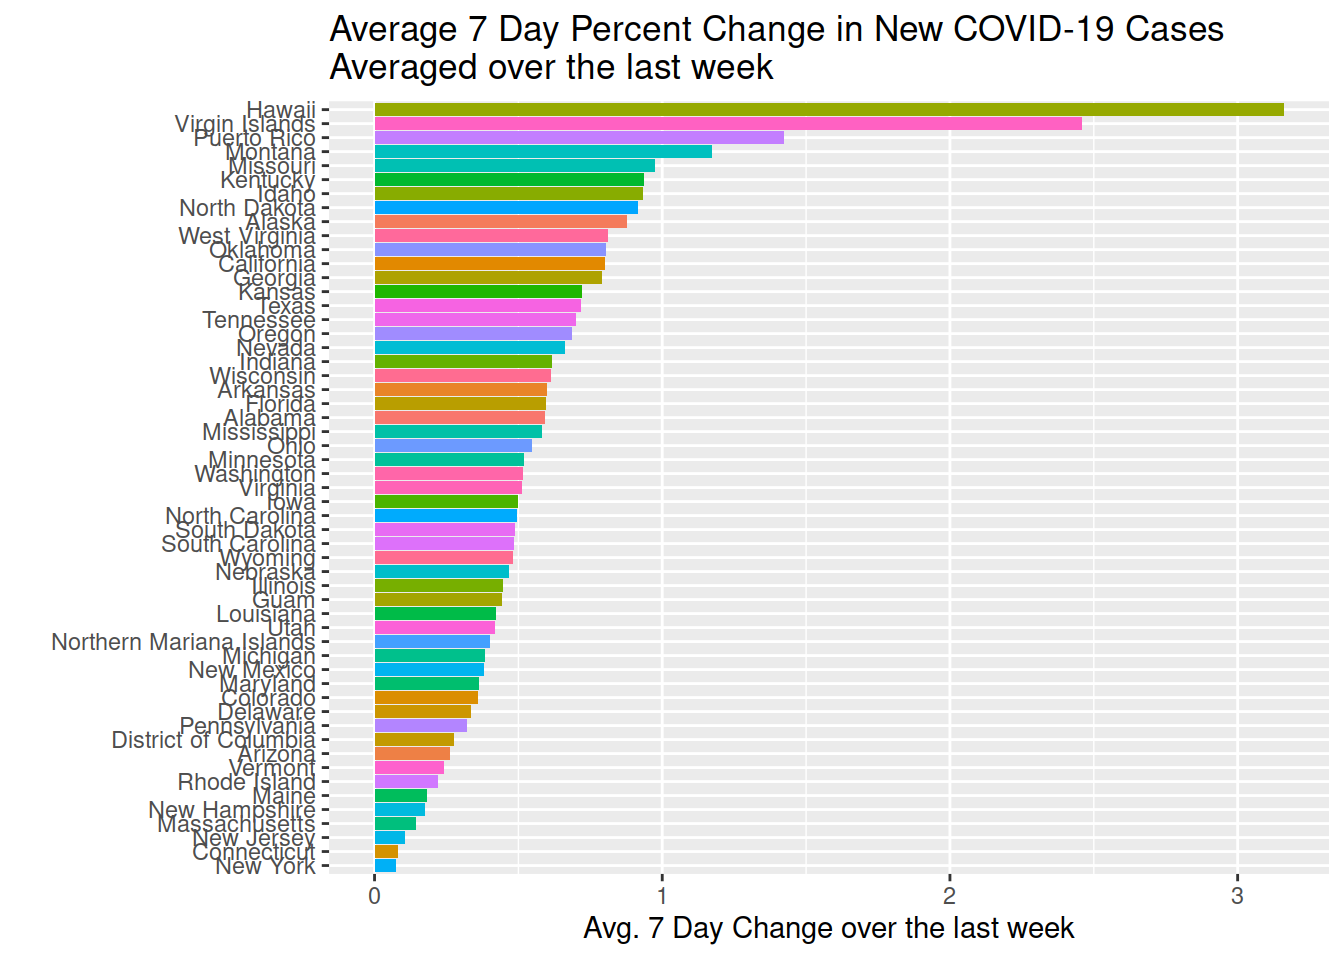 Average 7 Day Percent Change in New COVID-19 Cases
Averaged over the last week
Hawaii
Virgin Islands
Puerto Rico
Montana
Missouri
Kentucky
Idaho
North Dakota
Alaska
West Virginia
Oklahoma
California
Georgia
Kansas
Texas
Tennessee
Oregon
Nevada
Indiana
Wisconsin
Arkansas
Florida
Alabama
Mississippi
Ohio
Minnesota
Washington
Virginia
Iowa
North Carolina
South Dakota
South Carolina
Wyoming
Nebraska
Illinois
Guam
Louisiana
Utah
Northern Mariana Islands
Michigan
New Mexico
Maryland
Colorado
Delaware
Pennsylvania
District of Columbia
Arizona
Vermont
Rhode Island
Maine
New Hampshire
Massachusetts
New Jersey
Connecticut
New York
0 1 2 3
Avg. 7 Day Change over the last week